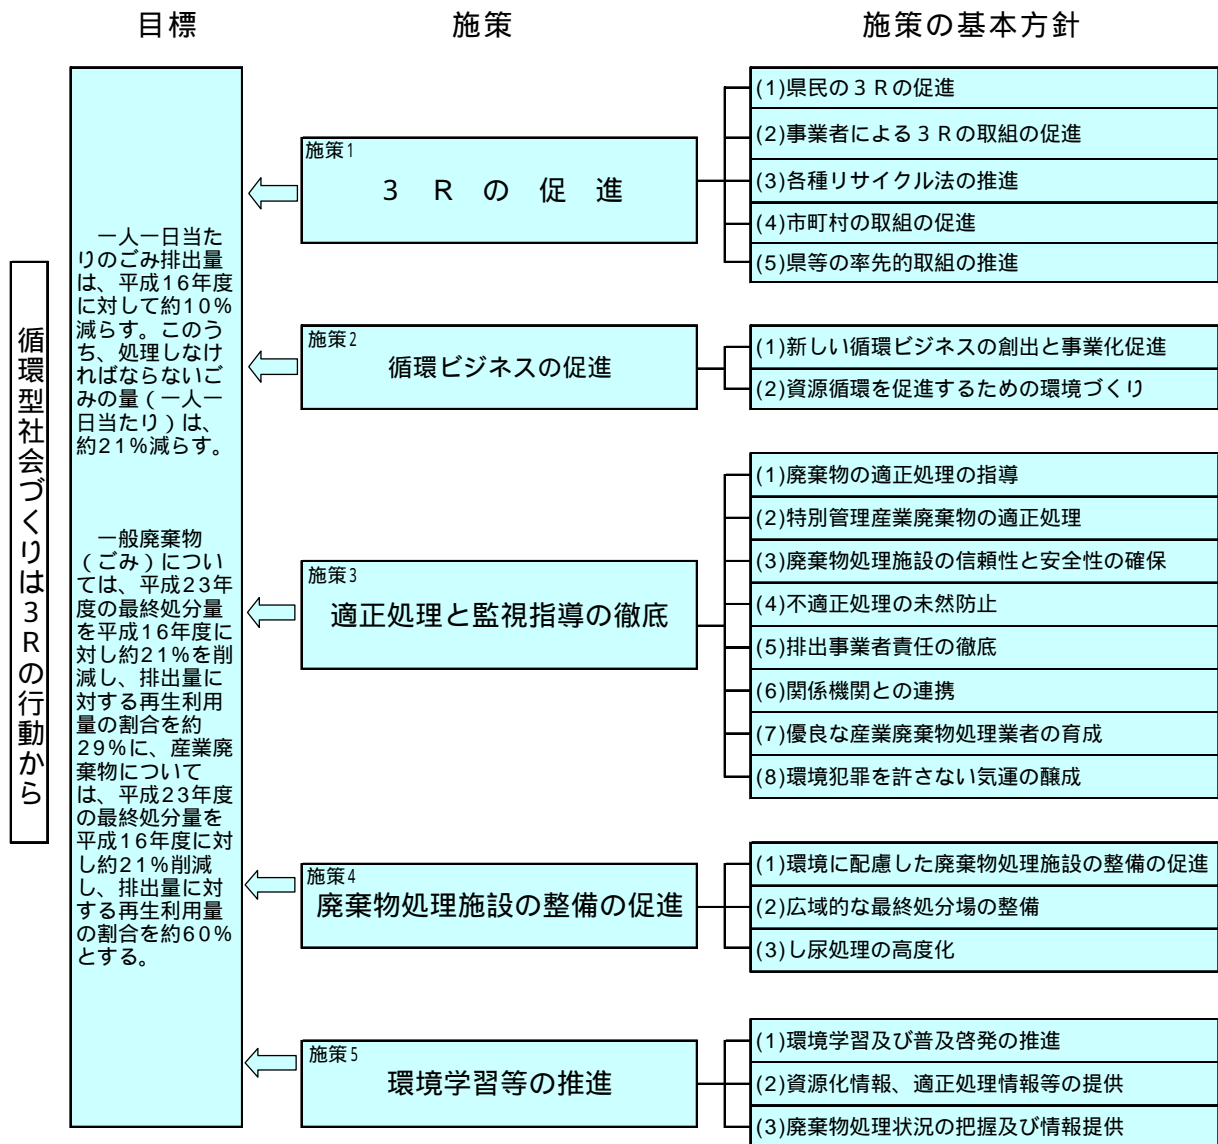 目標
施策
施策の基本方針
循環型社会づくりは３Ｒの行動から
　一人一日当た
りのごみ排出量
は、平成16年度
に対して約10％
減らす。このう
ち、処理しなけ
ればならないご
みの量（一人一
日当たり）は、
約21％減らす。
　一般廃棄物
（ごみ）につい
ては、平成23年
度の最終処分量
を平成16年度に
対し約21％を削
減し、排出量に
対する再生利用
量の割合を約
29％に、産業廃
棄物について
は、平成23年度
の最終処分量を
平成16年度に対
し約21％削減
し、排出量に対
する再生利用量
の割合を約60％
とする。
施策1
３　Ｒ　の　促　進
(1)県民の３Ｒの促進
(2)事業者による３Ｒの取組の促進
(3)各種リサイクル法の推進
(4)市町村の取組の促進
(5)県等の率先的取組の推進
施策2
循環ビジネスの促進
(1)新しい循環ビジネスの創出と事業化促進
(2)資源循環を促進するための環境づくり
施策3
適正処理と監視指導の徹底
(1)廃棄物の適正処理の指導
(2)特別管理産業廃棄物の適正処理
(3)廃棄物処理施設の信頼性と安全性の確保
(4)不適正処理の未然防止
(5)排出事業者責任の徹底
(6)関係機関との連携
(7)優良な産業廃棄物処理業者の育成
(8)環境犯罪を許さない気運の醸成
施策4
廃棄物処理施設の整備の促進
(1)環境に配慮した廃棄物処理施設の整備の促進
(2)広域的な最終処分場の整備
(3)し尿処理の高度化
施策5
環境学習等の推進
(1)環境学習及び普及啓発の推進
(2)資源化情報、適正処理情報等の提供
(3)廃棄物処理状況の把握及び情報提供